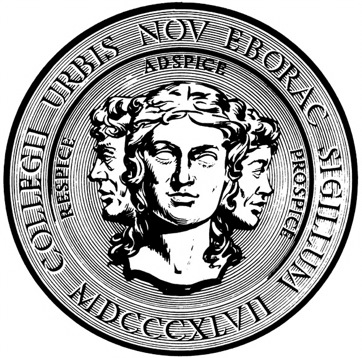 COLLEGII URBIS NOV EBORAC SIGILLUM
MDCCCXLVII
RESPICE
ADSPICE
PROSPICE